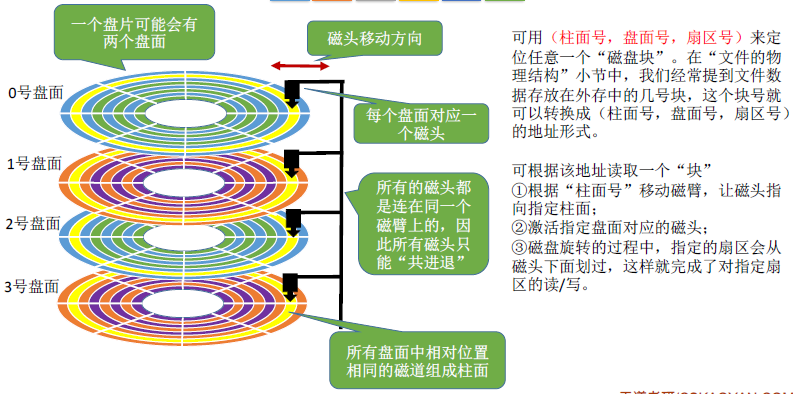 一个盘片可能会有
两个盘面
磁头移动方向
0号盘面
每个盘面对应一
个磁头
1号盘面
所有的磁头都
是连在同一个
磁臂上的，因
此所有磁头只
能“共进退”
2号盘面
3号盘面
所有盘面中相对位置
相同的磁道组成柱面
可用（柱面号，盘面号，扇区号）来定
位任意一个“磁盘块”。在“文件的物
理结构”小节中，我们经常提到文件数
据存放在外存中的几号块，这个块号就
可以转换成（柱面号，盘面号，扇区号）
的地址形式。
可根据该地址读取一个“块”
①根据“柱面号”移动磁臂，让磁头指
向指定柱面；
②激活指定盘面对应的磁头；
③磁盘旋转的过程中，指定的扇区会从
磁头下面划过，这样就完成了对指定扇
区的读/写。